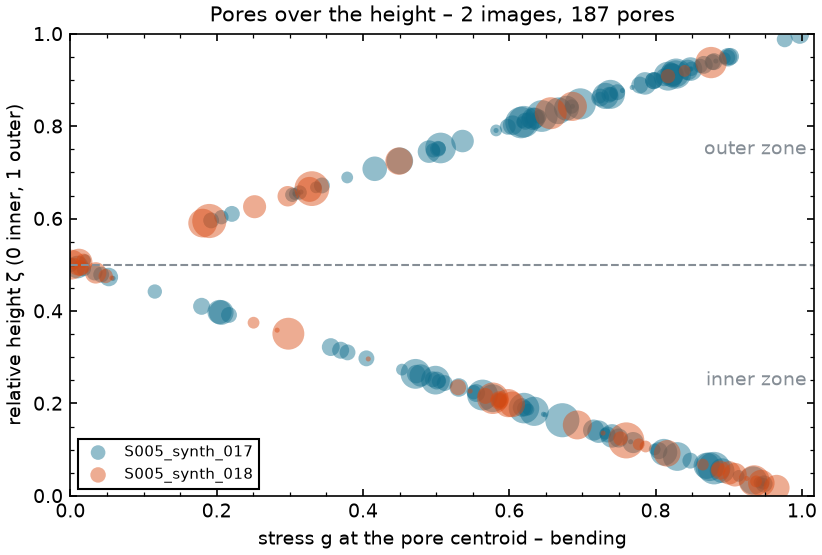 Pores over the height – 2 images, 187 pores
relative height ζ (0 inner, 1 outer)
1.0
0.8
0.6
0.4
0.2
0.0
outer zone
inner zone
S005_synth_017
S005_synth_018
0.0 0.2 0.4 0.6 0.8 1.0
stress g at the pore centroid – bending